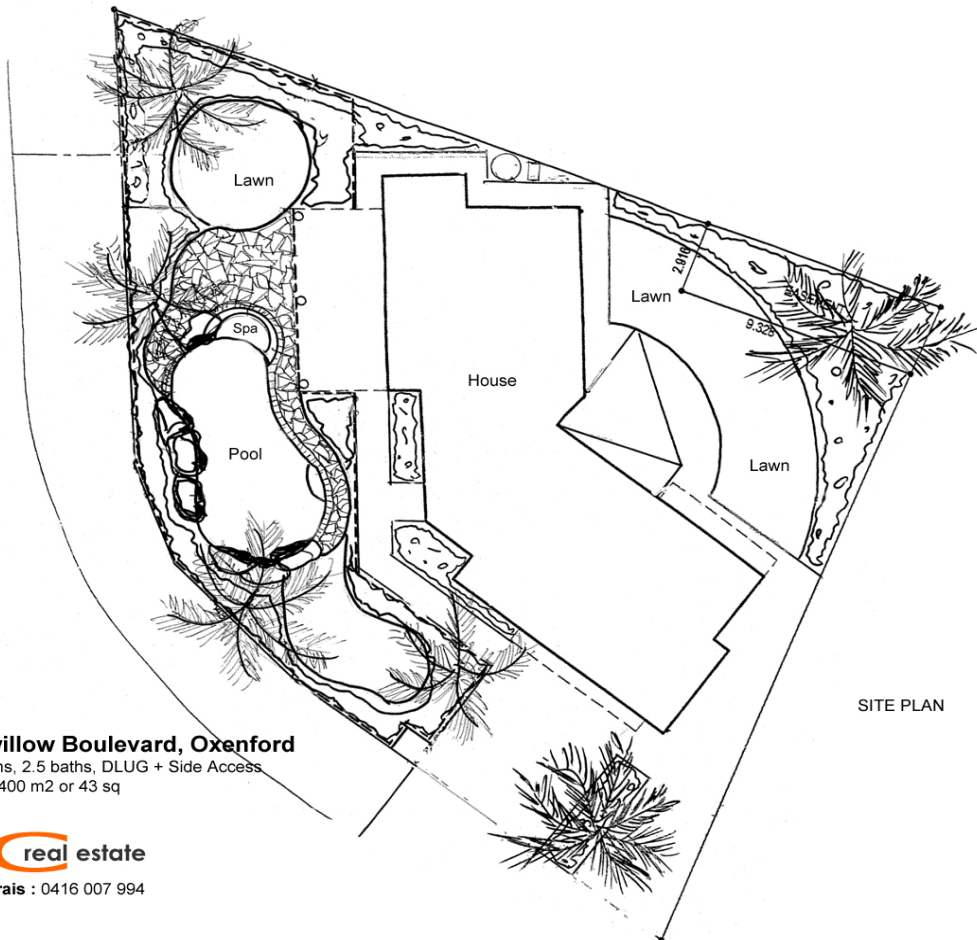 Lawn
2.916
Lawn
EASEMENT
9.328
Spa
House
Pool
Lawn
SITE PLAN
willow Boulevard, Oxenford
ms, 2.5 baths, DLUG + Side Access
400 m2 or 43 sq
real estate
rais : 0416 007 994